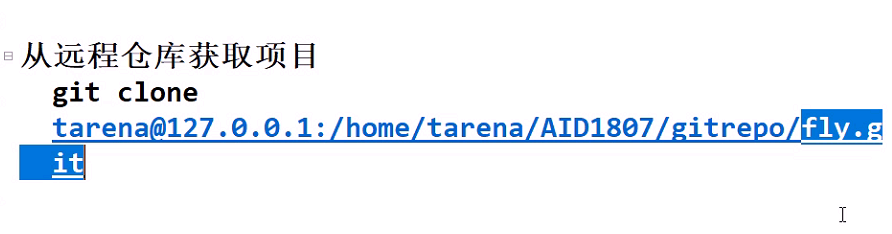 从远程仓库获取项目
git clone
tarena@127.0.0.1:/home/tarena/AID1807/gitrepo/fly.g
it